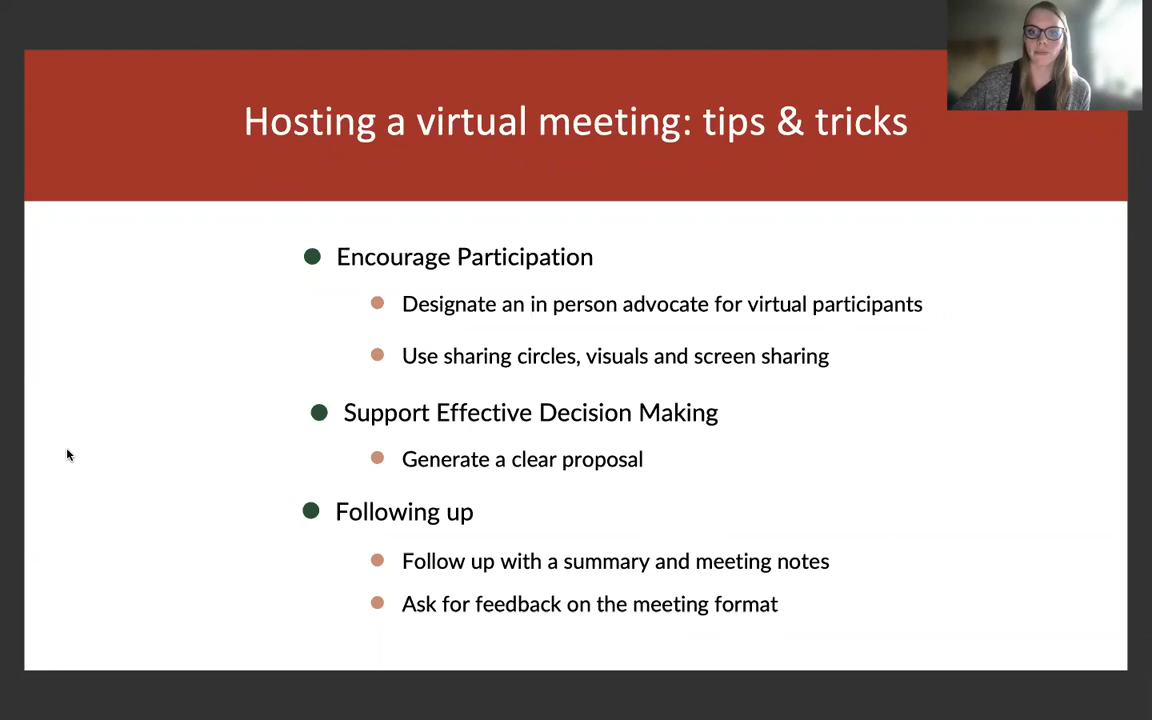 Hosting a virtual meeting: tips & tricks
Encourage Participation
Designate an in person advocate for virtual participants
Use sharing circles, visuals and screen sharing
Support Effective Decision Making
Generate a clear proposal
Following up
Follow up with a summary and meeting notes
Ask for feedback on the meeting format